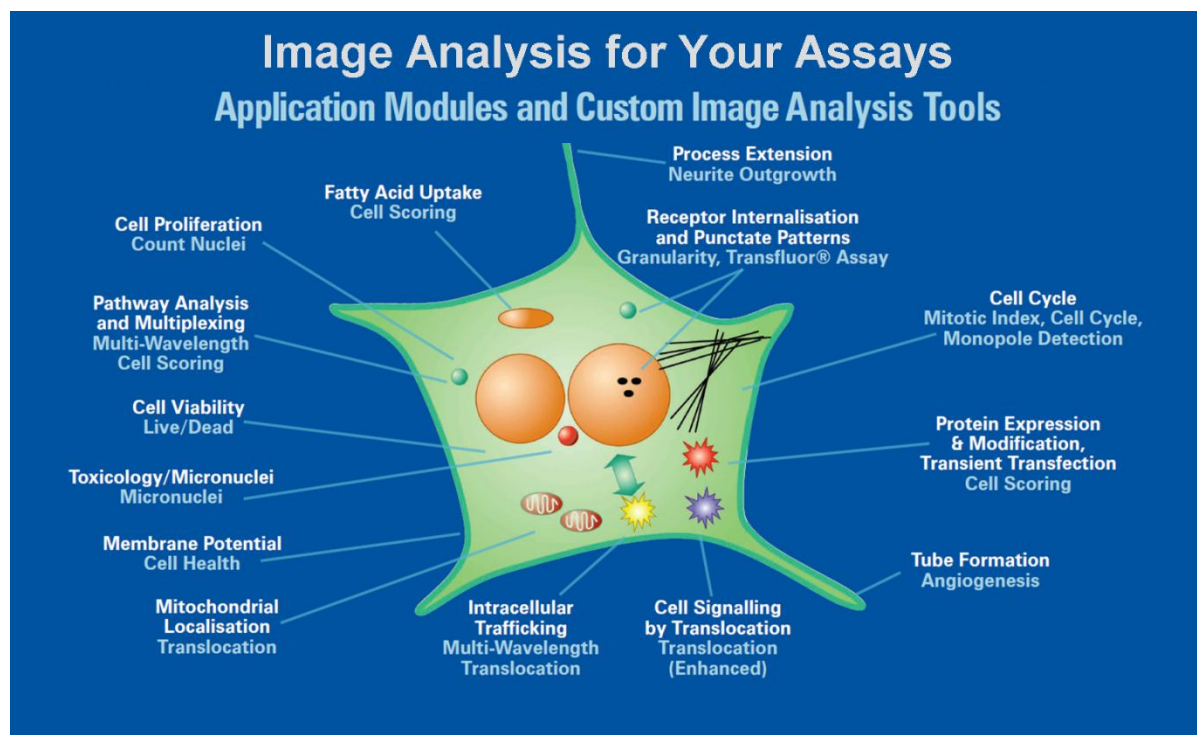 Image Analysis for Your Assays
Application Modules and Custom Image Analysis Tools
Process Extension
Neurite Outgrowth
Fatty Acid Uptake
Cell Scoring
Receptor Internalisation
and Punctate Patterns
Granularity, Transfluor® Assay
Cell Proliferation
Count Nuclei
Pathway Analysis
and Multiplexing
Multi-Wavelength
Cell Scoring
Cell Cycle
Mitotic Index, Cell Cycle,
Monopole Detection
Cell Viability
Live/Dead
Protein Expression
& Modification,
Transient Transfection
Cell Scoring
Toxicology/Micronuclei
Micronuclei
Membrane Potential
Cell Health
Tube Formation
Angiogenesis
Mitochondrial
Localisation
Translocation
Intracellular
Trafficking
Multi-Wavelength
Translocation
Cell Signalling
by Translocation
Translocation
(Enhanced)